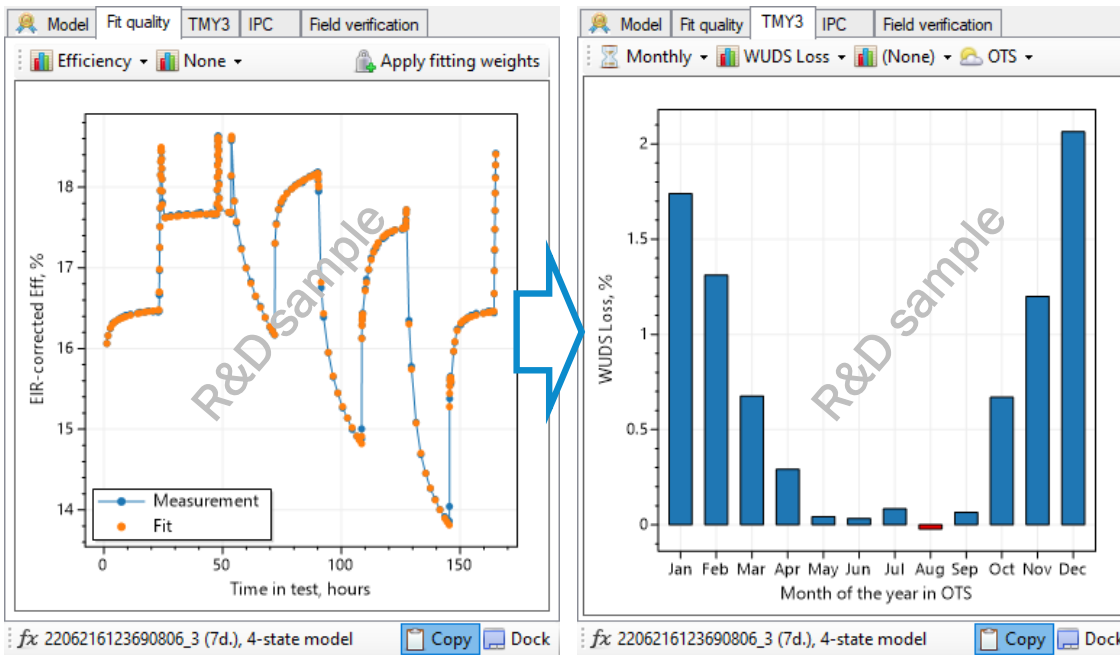 Model Fit quality TMY3 IPC Field verification
Efficiency None Apply fitting weights
EIR-corrected Eff, %
18
17
16
15
14
R&D sample
Measurement
Fit
0 50 100 150
Time in test, hours
fx 2206216123690806_3 (7d.), 4-state model Copy Dock
Model Fit quality TMY3 IPC Field verification
Monthly WUDS Loss (None) OTS
WUDS Loss, %
2
1.5
1
0.5
0
R&D sample
Jan Feb Mar Apr May Jun Jul Aug Sep Oct Nov Dec
Month of the year in OTS
fx 2206216123690806_3 (7d.), 4-state model Copy Dock